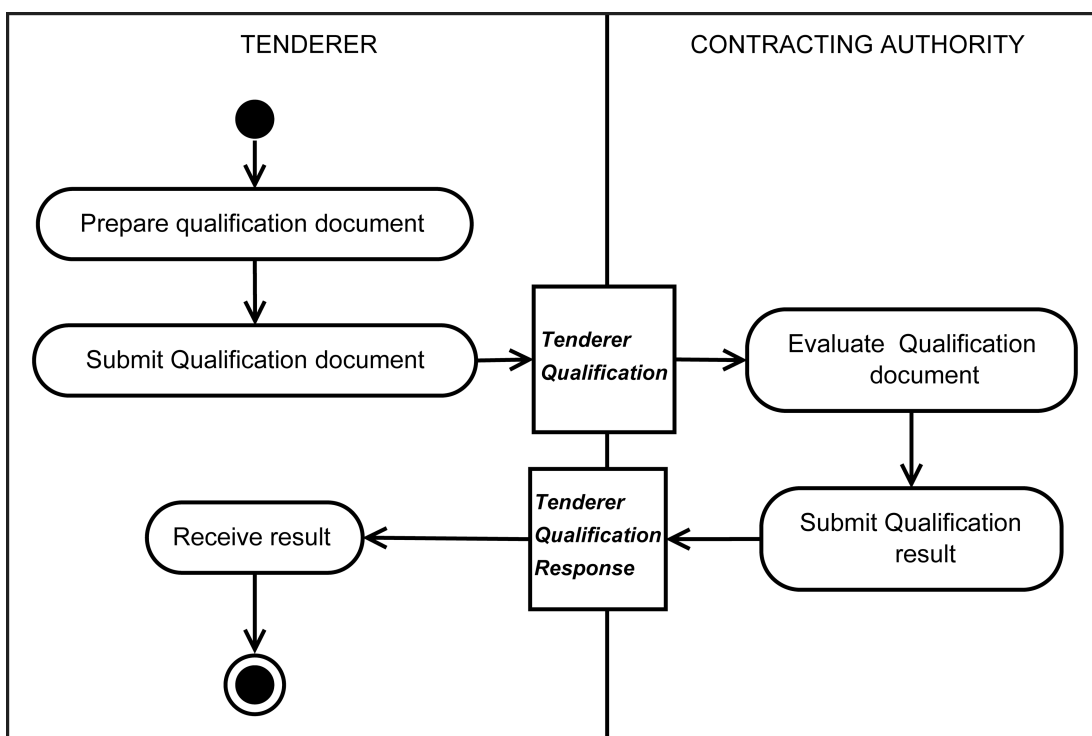 TENDERER
CONTRACTING AUTHORITY
Prepare qualification document
Submit Qualification document
Tenderer
Qualification
Evaluate Qualification
document
Submit Qualification
result
Tenderer
Qualification
Response
Receive result